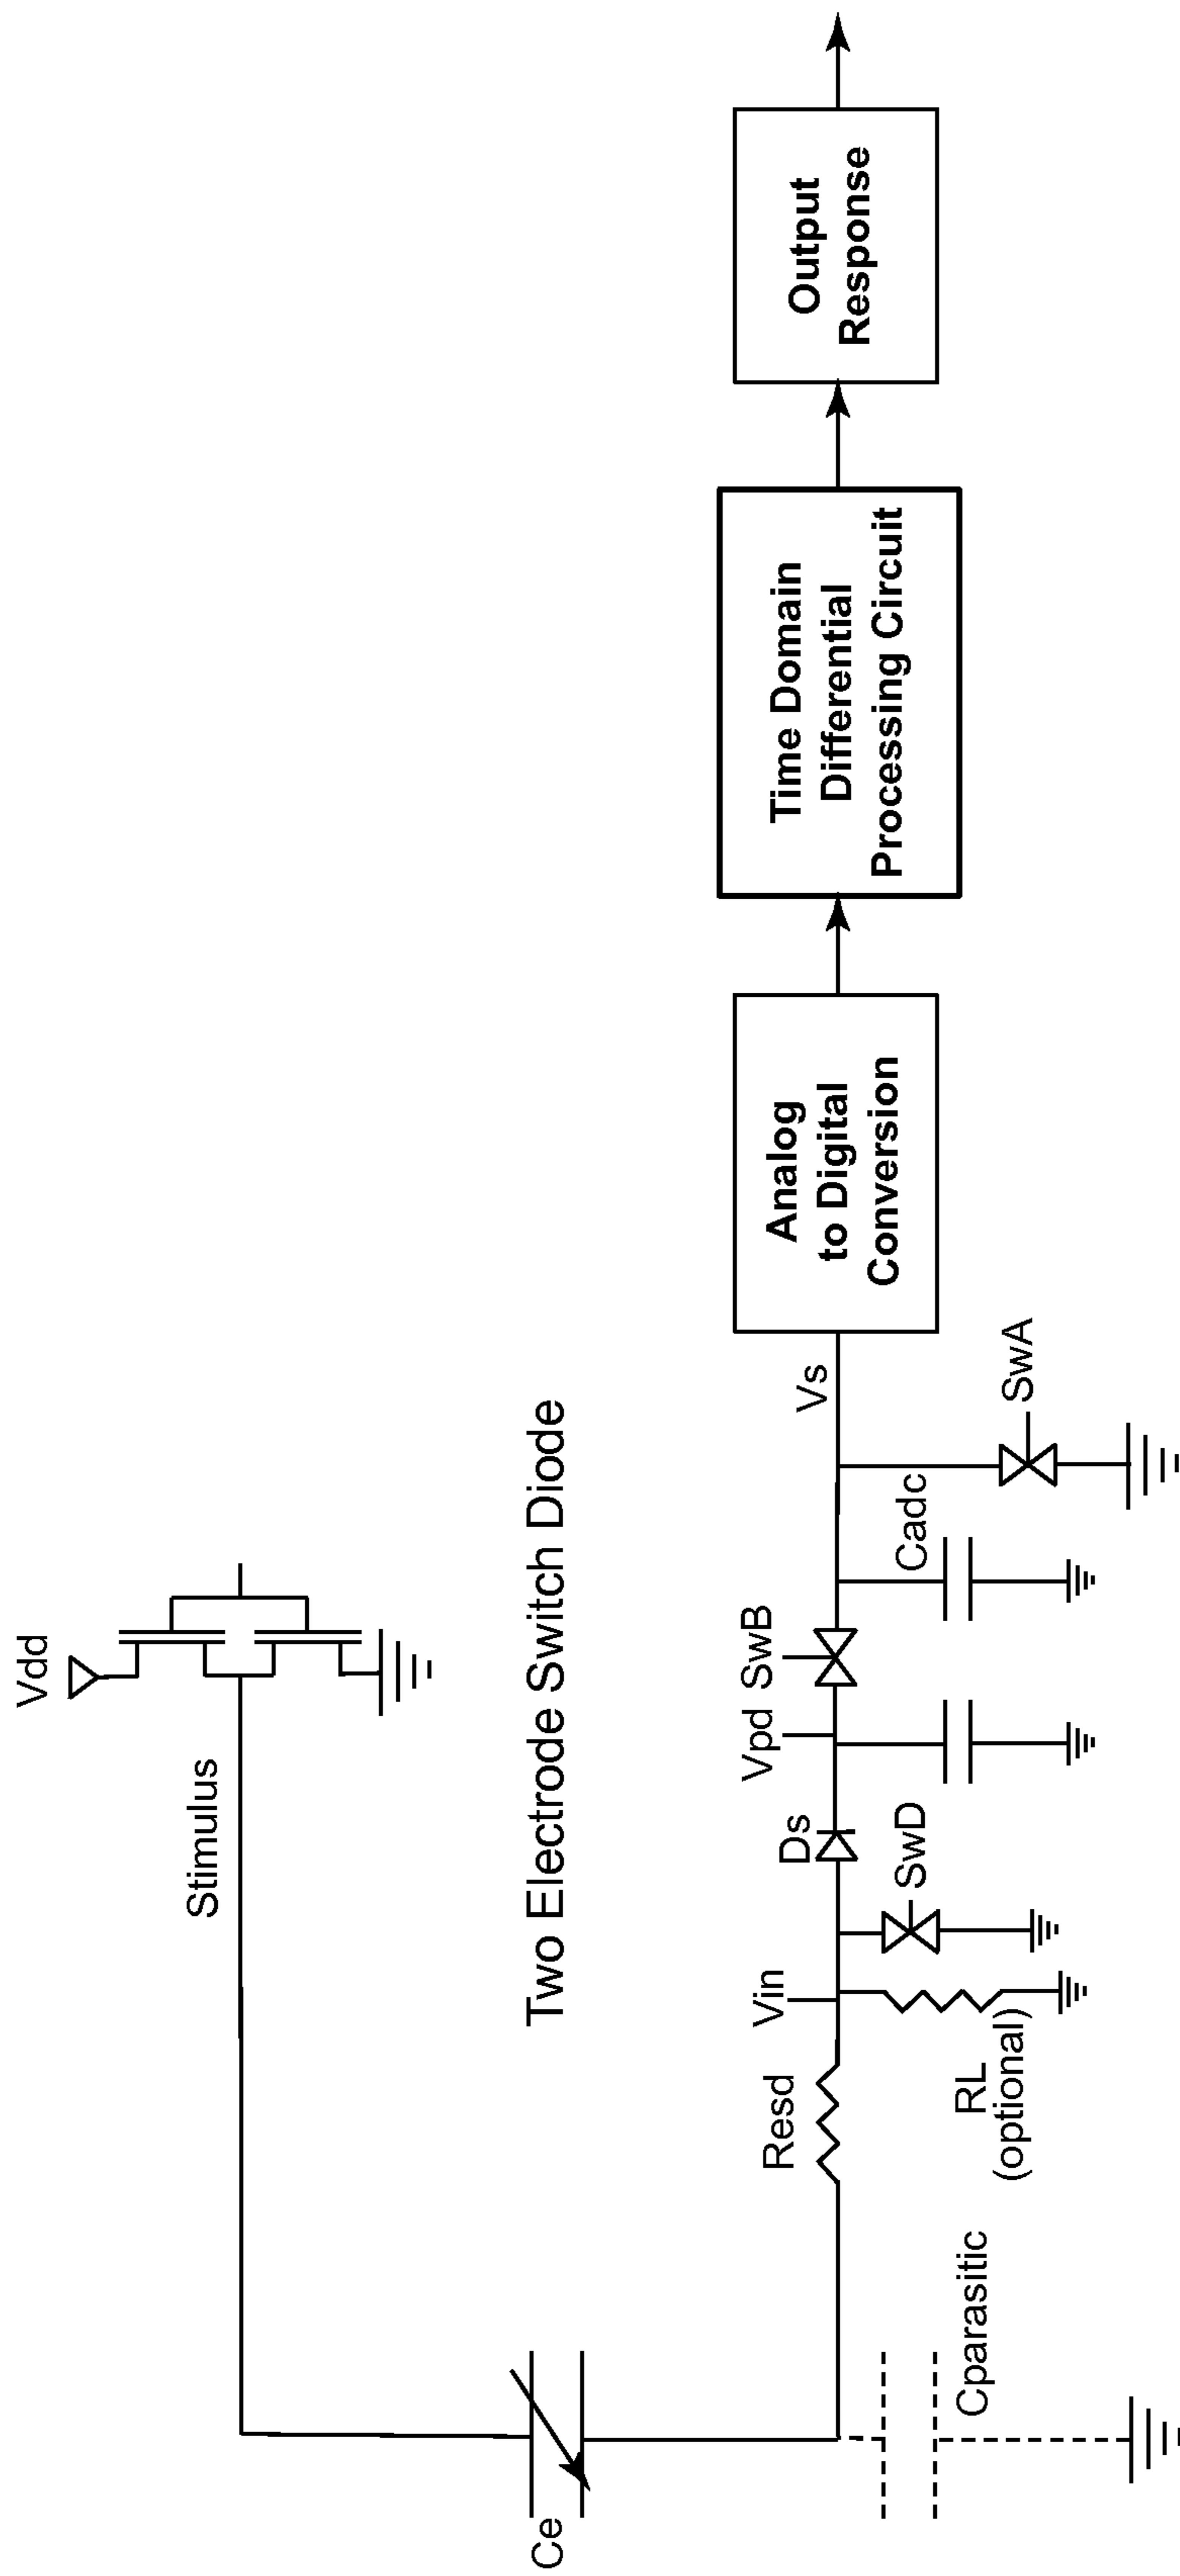 Vdd
Stimulus
Ce
Two Electrode Switch Diode
Resd
Vin
Ds
Vpd
SwB
Vs
SwD
RL
(optional)
Cadc
SwA
Cparasitic
Analog
to Digital
Conversion
Time Domain
Differential
Processing Circuit
Output
Response